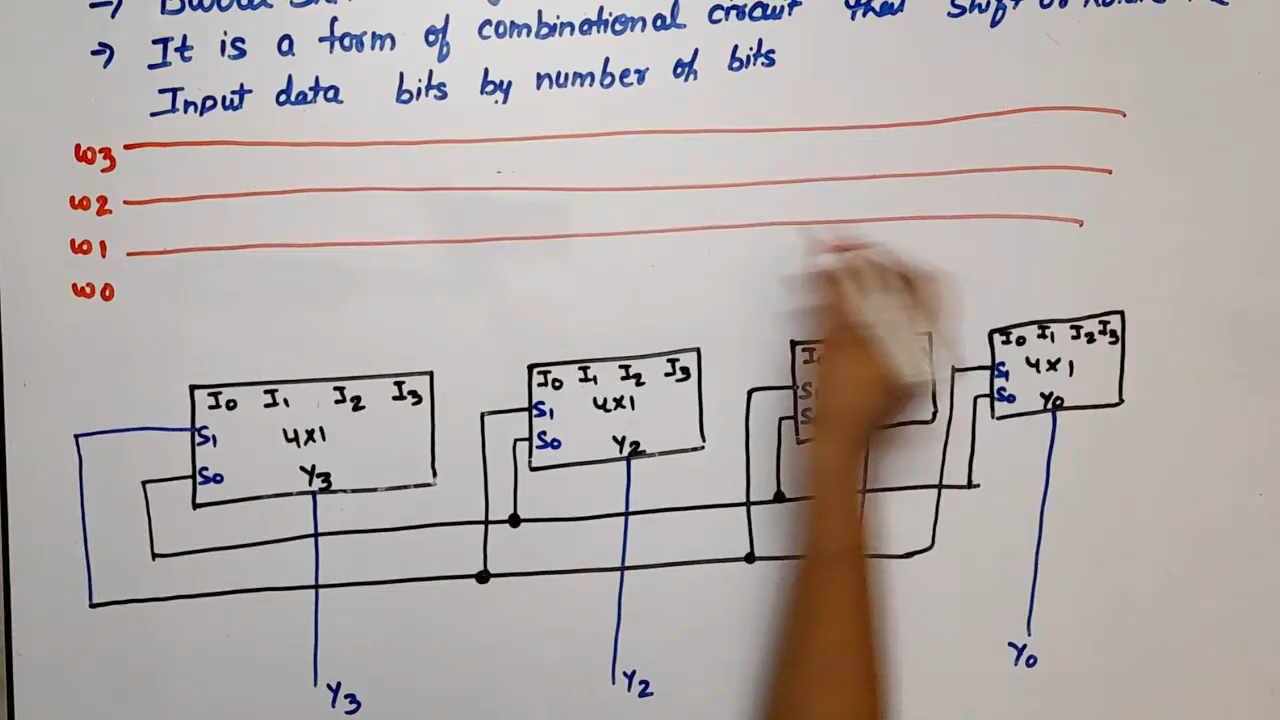 → It is a form of combinational circuit that shift or
Input data bits by number of bits
W3
W2
W1
W0
I0 I1 I2 I3
S1 4x1
S0 Y3
I0 I1 I2 I3
S1 4x1
S0 Y2
I0 I1 I2 I3
S1 4x1
S0 Y0
Y3
Y2
Y0